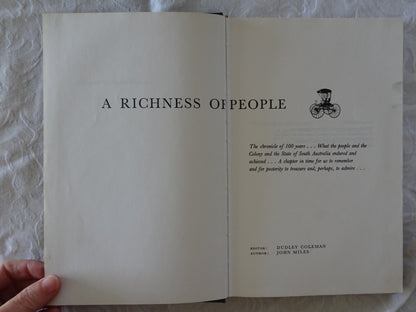 A RICHNESS OF PEOPLE
The chronicle of 100 years . . . What the people and the
Colony and the State of South Australia endured and
achieved . . . A chapter in time for us to remember
and for posterity to treasure and, perhaps, to admire . . .
EDITOR: DUDLEY COLEMAN
AUTHOR: JOHN MILES